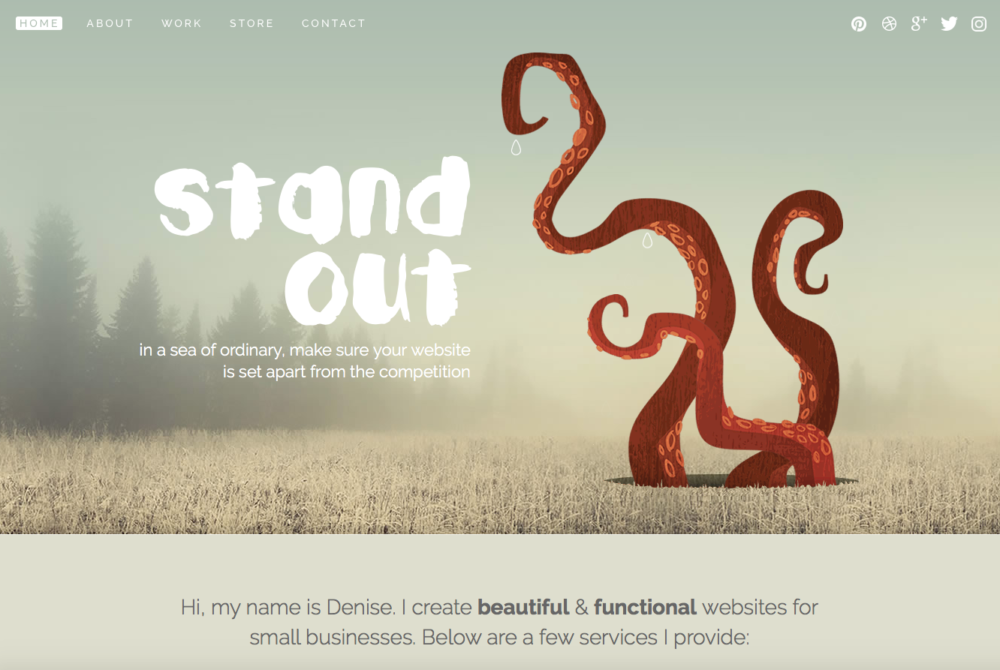 HOME ABOUT WORK STORE CONTACT
stand
out
in a sea of ordinary, make sure your website
is set apart from the competition
Hi, my name is Denise. I create beautiful & functional websites for
small businesses. Below are a few services I provide: